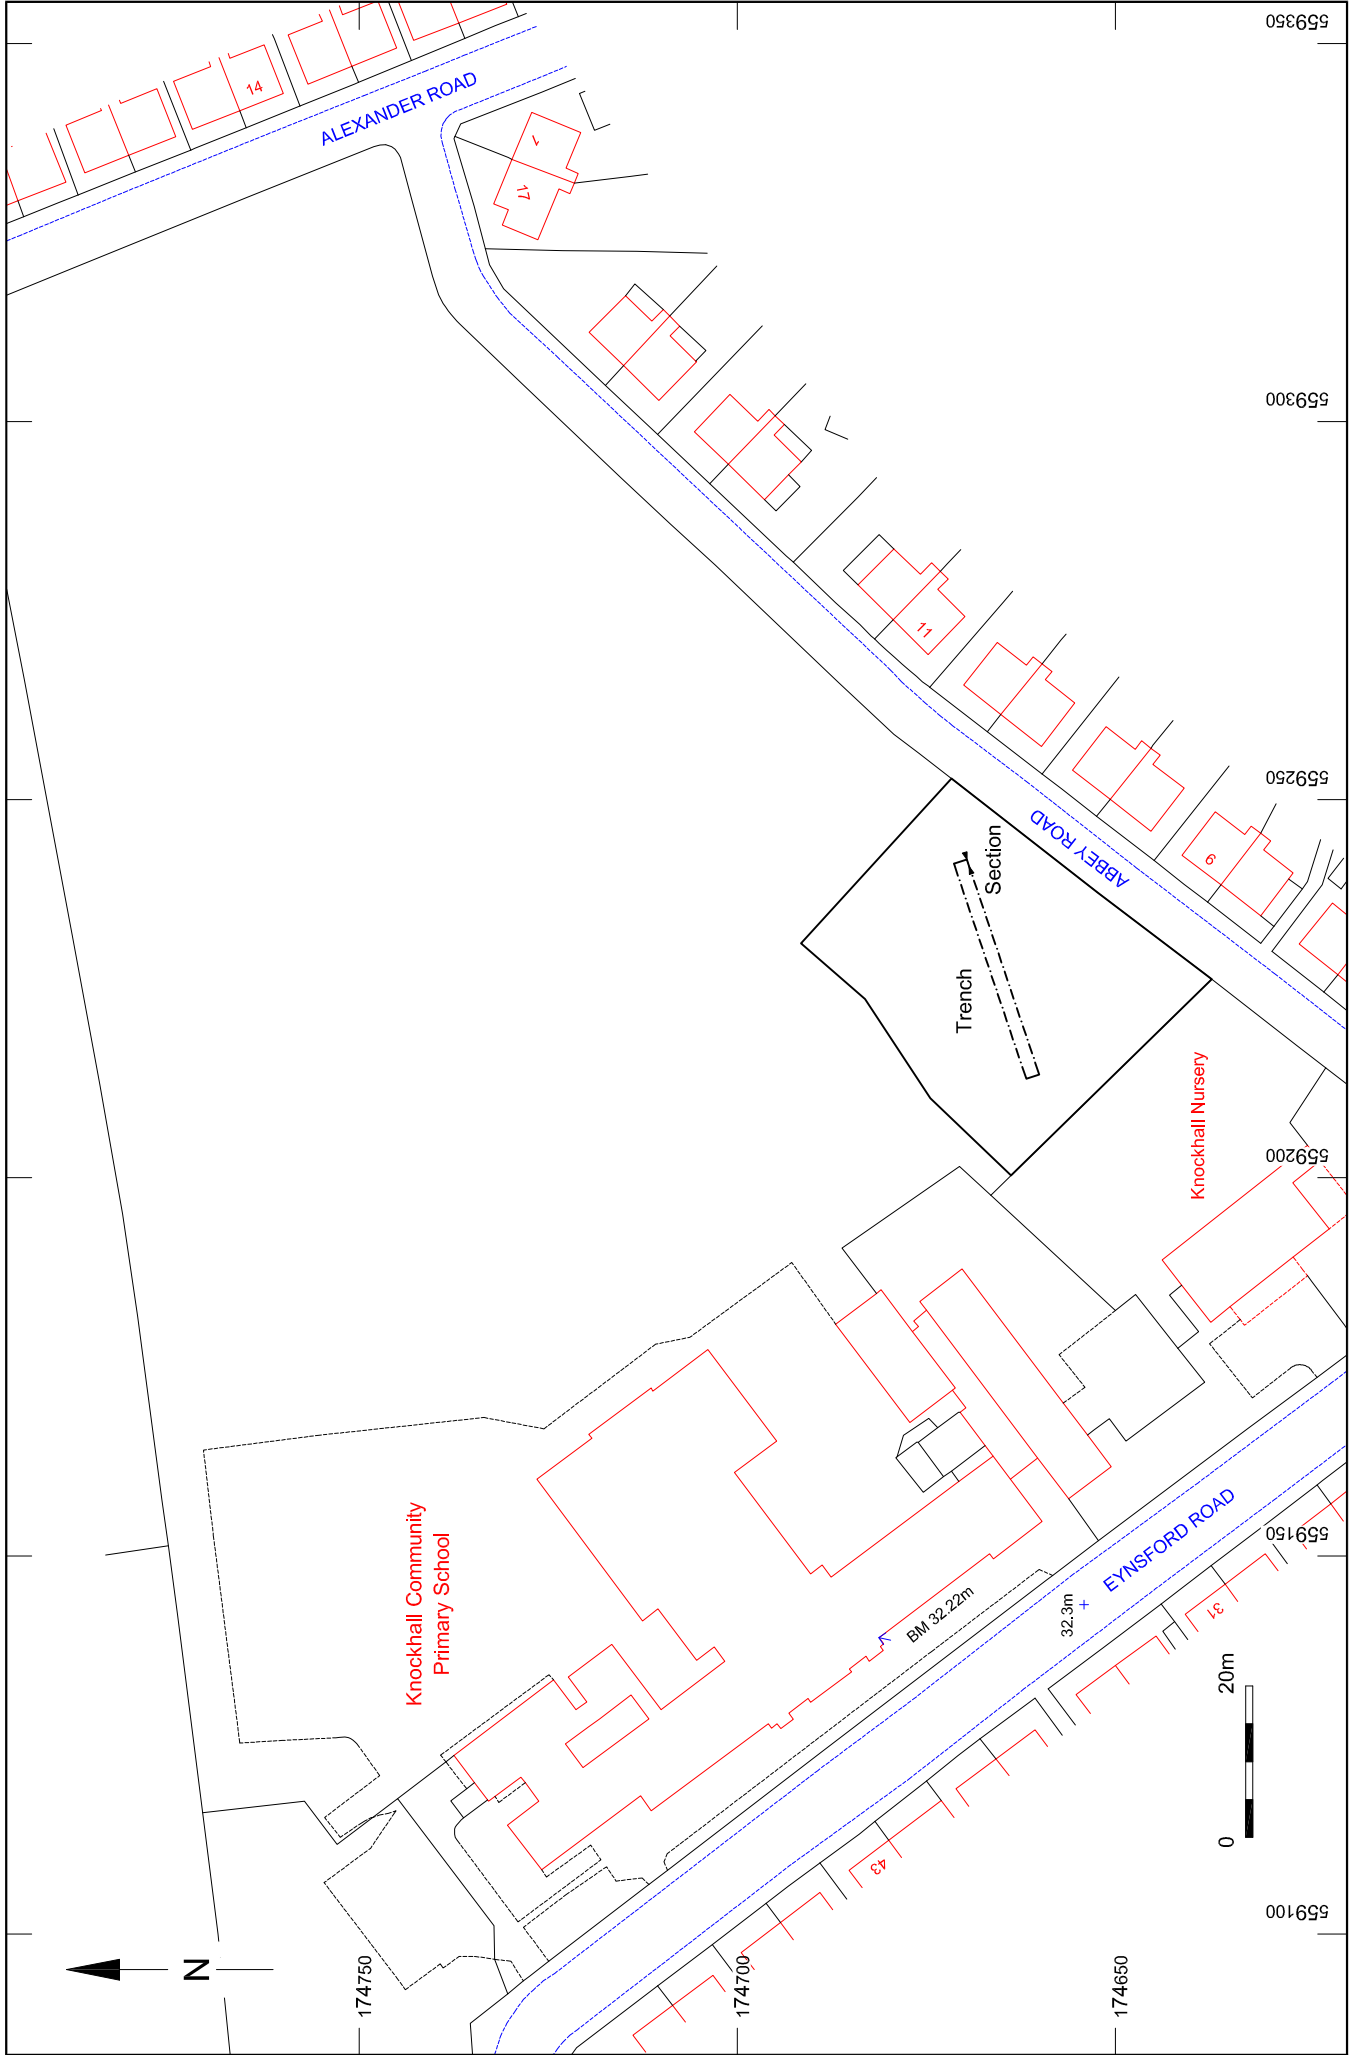 559350
ALEXANDER ROAD
14
1
17
559300
11
559250
ABBEY ROAD
Section
Trench
6
559200
Knockhall Nursery
Knockhall Community
Primary School
559150
EYNSFORD ROAD
32.3m
BM 32.22m
31
43
0
20m
559100
N
174750
174700
174650